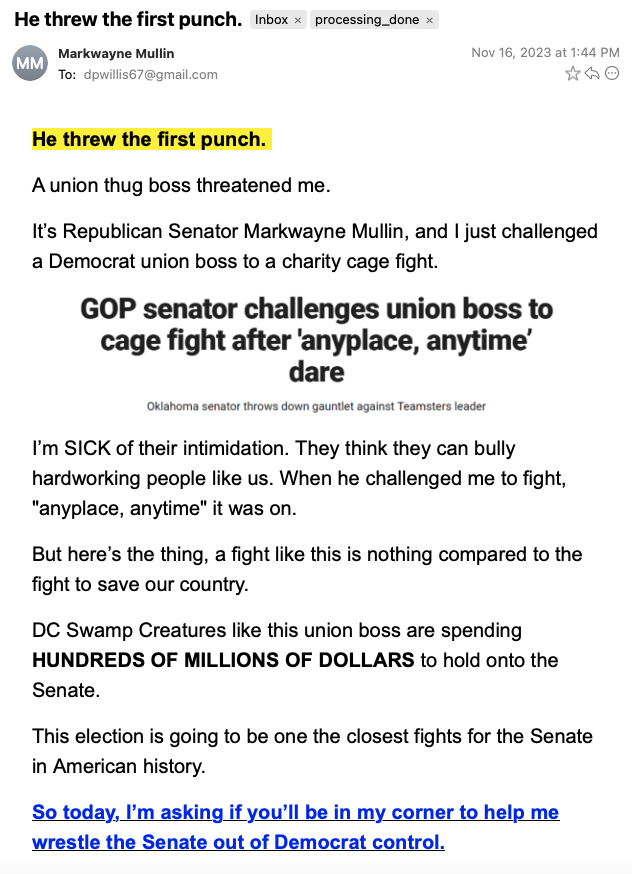 He threw the first punch. Inbox × processing_done ×
MM
Markwayne Mullin
Nov 16, 2023 at 1:44 PM
To: dpwillis67@gmail.com
He threw the first punch.
A union thug boss threatened me.
It’s Republican Senator Markwayne Mullin, and I just challenged
a Democrat union boss to a charity cage fight.
GOP senator challenges union boss to
cage fight after 'anyplace, anytime’
dare
Oklahoma senator throws down gauntlet against Teamsters leader
I’m SICK of their intimidation. They think they can bully
hardworking people like us. When he challenged me to fight,
"anyplace, anytime" it was on.
But here’s the thing, a fight like this is nothing compared to the
fight to save our country.
DC Swamp Creatures like this union boss are spending
HUNDREDS OF MILLIONS OF DOLLARS to hold onto the
Senate.
This election is going to be one the closest fights for the Senate
in American history.
So today, I’m asking if you’ll be in my corner to help me
wrestle the Senate out of Democrat control.